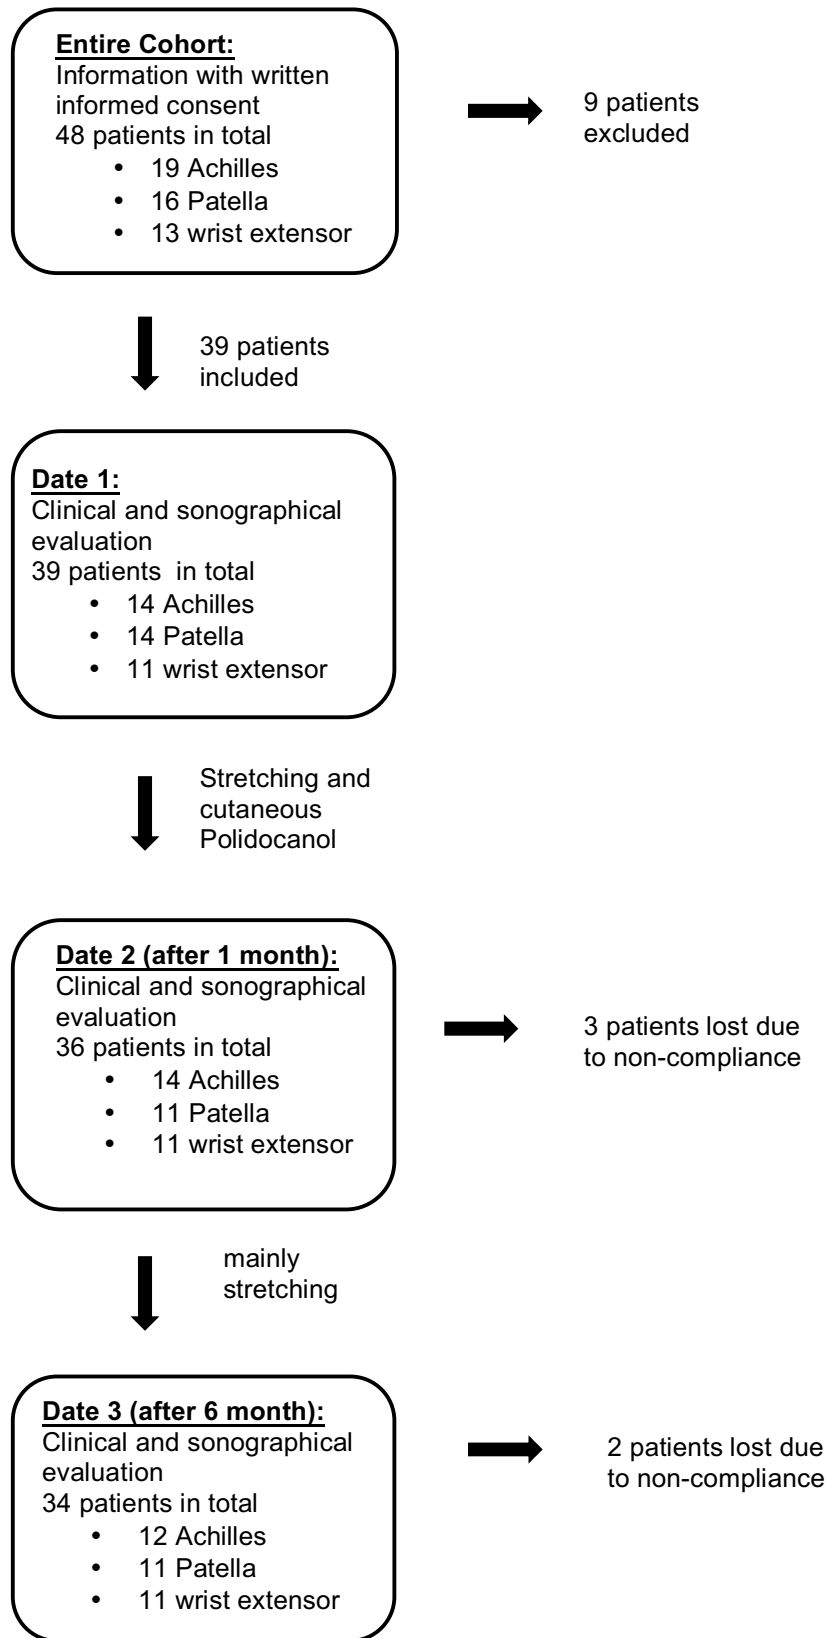 Entire Cohort:
Information with written
informed consent
48 patients in total
• 19 Achilles
• 16 Patella
• 13 wrist extensor
9 patients
excluded
39 patients
included
Date 1:
Clinical and sonographical
evaluation
39 patients in total
• 14 Achilles
• 14 Patella
• 11 wrist extensor
Stretching and
cutaneous
Polidocanol
Date 2 (after 1 month):
Clinical and sonographical
evaluation
36 patients in total
• 14 Achilles
• 11 Patella
• 11 wrist extensor
3 patients lost due
to non-compliance
mainly
stretching
Date 3 (after 6 month):
Clinical and sonographical
evaluation
34 patients in total
• 12 Achilles
• 11 Patella
• 11 wrist extensor
2 patients lost due
to non-compliance